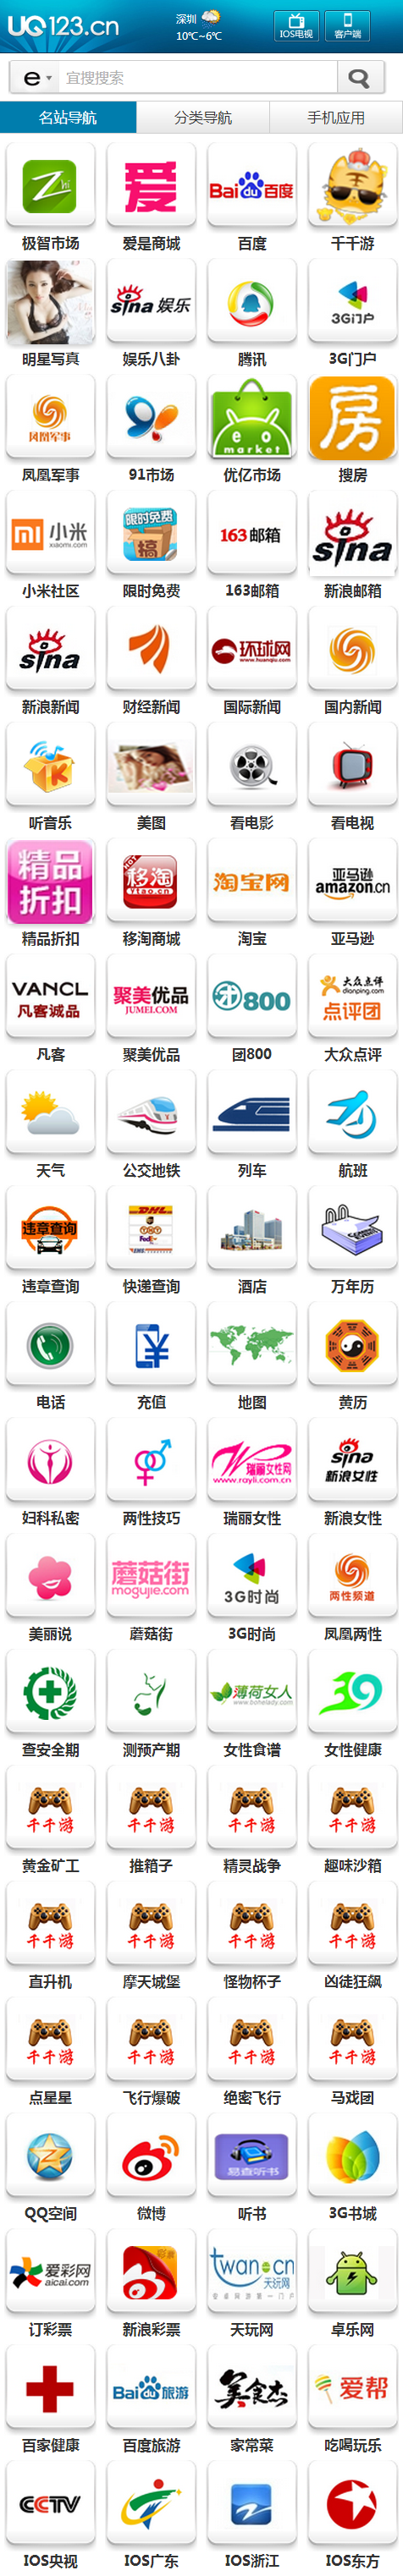 UC123.cn
深圳
10℃~6℃
IOS电视
客户端
e
宜搜搜索
名站导航 分类导航 手机应用
Zhi 爱 Bai du 百度
极智市场 爱是商城 百度 千千游
sina 娱乐 3G门户
明星写真 娱乐八卦 腾讯 3G门户
凤凰军事 eo market 房
凤凰军事 91市场 优亿市场 搜房
mi 小米 xiaomi.com 限时免费 搞 163 邮箱 sina
小米社区 限时免费 163邮箱 新浪邮箱
sina 环球网 www.huanqiu.com
新浪新闻 财经新闻 国际新闻 国内新闻
K
听音乐 美图 看电影 看电视
精品折扣 HOT 移淘 Ytao.cn 淘宝网 亚马逊 amazon.cn
精品折扣 移淘商城 淘宝 亚马逊
VANCL 凡客诚品 聚美优品 JUMEI.COM 团800 大众点评 dianping.com 点评团
凡客 聚美优品 团800 大众点评
天气 公交地铁 列车 航班
违章查询 DHL TNT FedEx EMS
违章查询 快递查询 酒店 万年历
¥
电话 充值 地图 黄历
瑞丽女性网 www.rayli.com.cn sina 新浪女性
妇科私密 两性技巧 瑞丽女性 新浪女性
蘑菇街 mogujie.com 3G时尚 两性频道
美丽说 蘑菇街 3G时尚 凤凰两性
薄荷女人 www.bohelady.com 39
查安全期 测预产期 女性食谱 女性健康
千千游 千千游 千千游 千千游
黄金矿工 推箱子 精灵战争 趣味沙箱
千千游 千千游 千千游 千千游
直升机 摩天城堡 怪物杯子 凶徒狂飙
千千游 千千游 千千游 千千游
点星星 飞行爆破 绝密飞行 马戏团
易查听书
QQ空间 微博 听书 3G书城
爱彩网 aicai.com 彩票 twan.cn 天玩网 安卓网游第一门户
订彩票 新浪彩票 天玩网 卓乐网
Bai du 旅游 美食杰 爱帮
百家健康 百度旅游 家常菜 吃喝玩乐
CCTV
IOS央视 IOS广东 IOS浙江 IOS东方